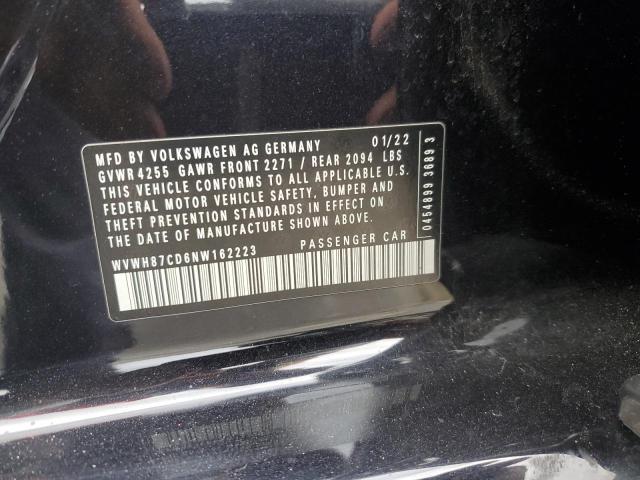 MFD BY VOLKSWAGEN AG GERMANY 01/22
GVWR 4255 GAWR FRONT 2271 / REAR 2094 LBS
THIS VEHICLE CONFORMS TO ALL APPLICABLE U.S.
FEDERAL MOTOR VEHICLE SAFETY, BUMPER AND
THEFT PREVENTION STANDARDS IN EFFECT ON
THE DATE OF MANUFACTURE SHOWN ABOVE.
WVWH87CD6NW162223 PASSENGER CAR
0454899 3689 3